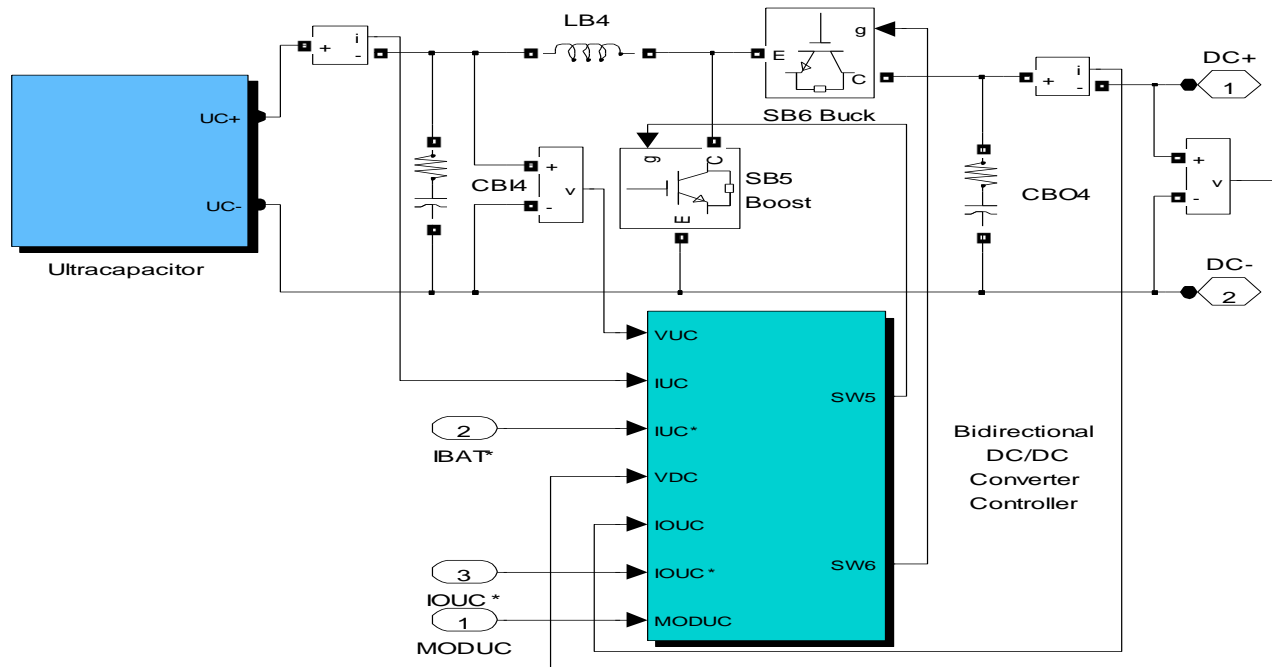 i
+
-
LB4
g
E
C
SB6 Buck
i
+
-
DC+
1
UC+
UC-
Ultracapacitor
CBI4
+
v
-
g
C
E
SB5
Boost
CBO4
+
v
-
DC-
2
VUC
IUC
IUC*
VDC
IOUC
IOUC*
MODUC
SW5
SW6
2
IBAT*
3
IOUC*
1
MODUC
Bidirectional
DC/DC
Converter
Controller